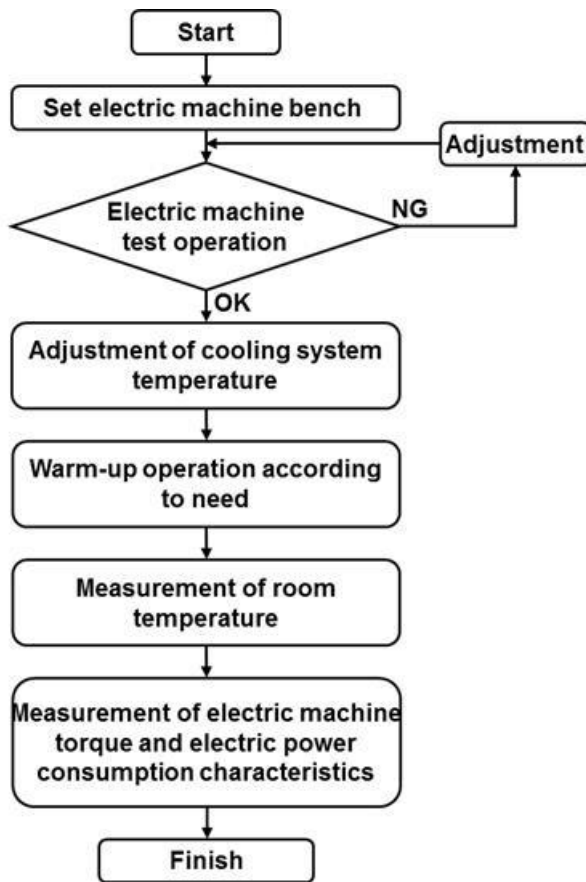 Start
Set electric machine bench
Adjustment
Electric machine
test operation
NG
OK
Adjustment of cooling system
temperature
Warm-up operation according
to need
Measurement of room
temperature
Measurement of electric machine
torque and electric power
consumption characteristics
Finish